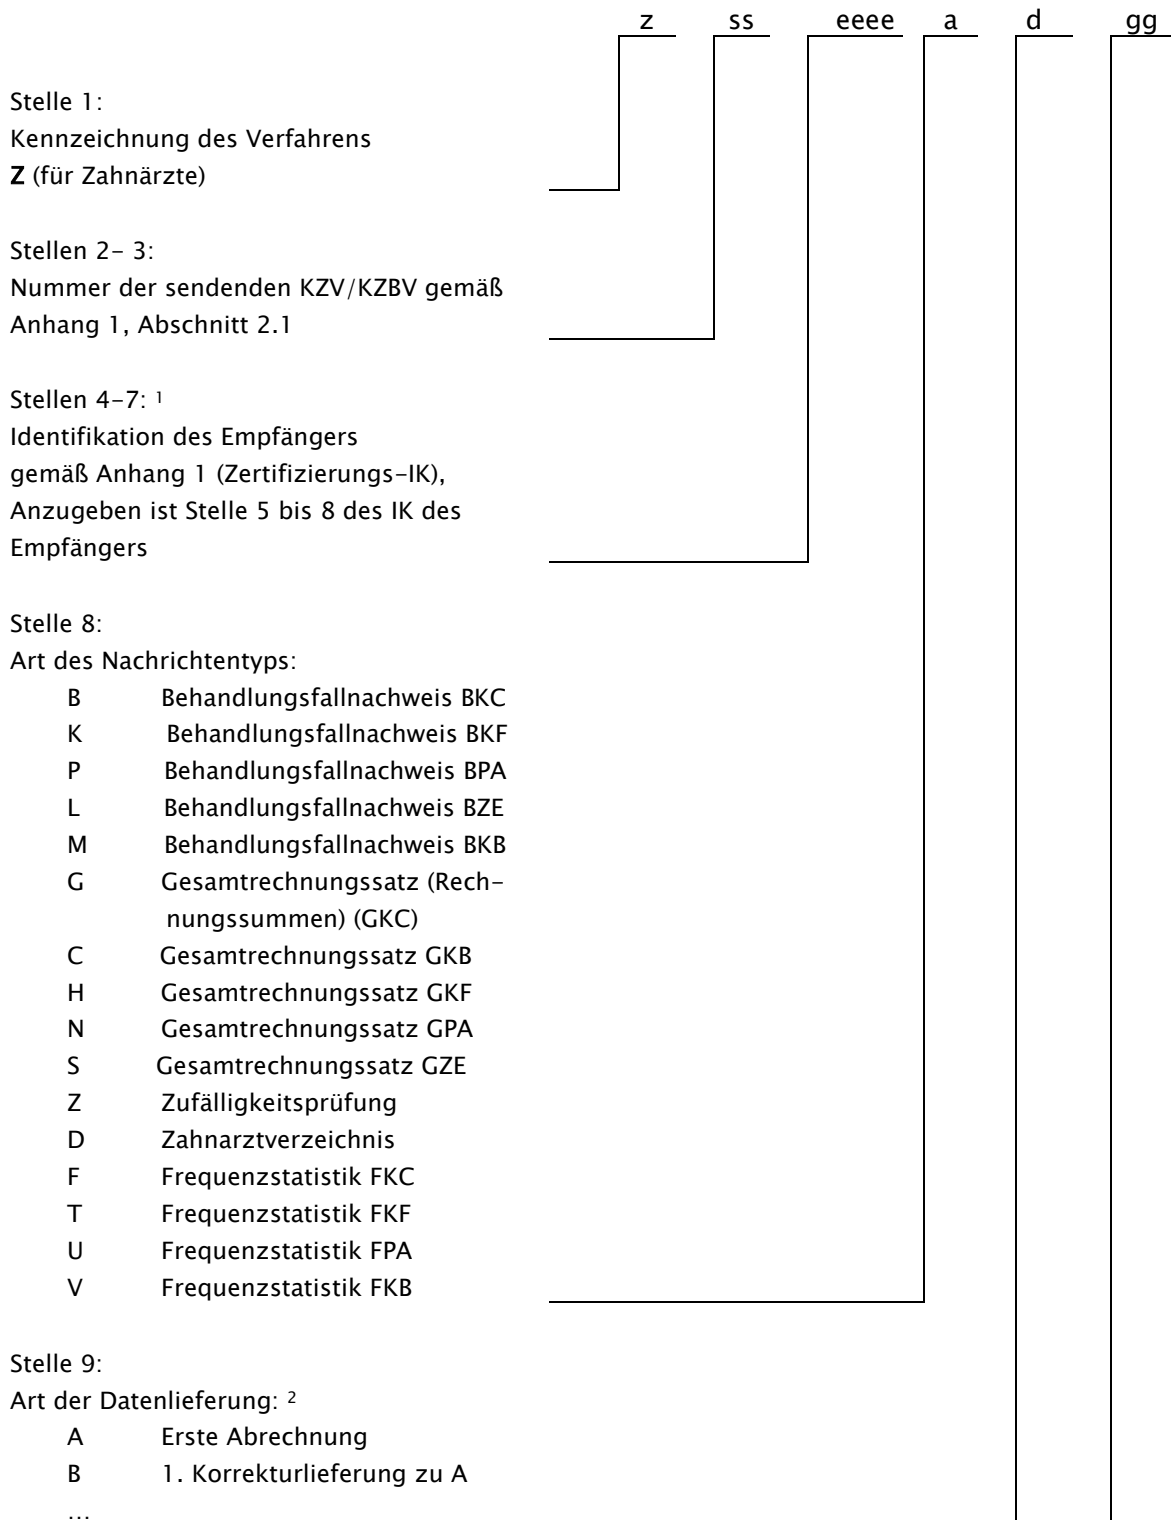 z ss eeee a d gg
Stelle 1:
Kennzeichnung des Verfahrens
Z (für Zahnärzte)
Stellen 2- 3:
Nummer der sendenden KZV/KZBV gemäß
Anhang 1, Abschnitt 2.1
Stellen 4-7: 1
Identifikation des Empfängers
gemäß Anhang 1 (Zertifizierungs-IK),
Anzugeben ist Stelle 5 bis 8 des IK des
Empfängers
Stelle 8:
Art des Nachrichtentyps:
B Behandlungsfallnachweis BKC
K Behandlungsfallnachweis BKF
P Behandlungsfallnachweis BPA
L Behandlungsfallnachweis BZE
M Behandlungsfallnachweis BKB
G Gesamtrechnungssatz (Rech-
nungssummen) (GKC)
C Gesamtrechnungssatz GKB
H Gesamtrechnungssatz GKF
N Gesamtrechnungssatz GPA
S Gesamtrechnungssatz GZE
Z Zufälligkeitsprüfung
D Zahnarztverzeichnis
F Frequenzstatistik FKC
T Frequenzstatistik FKF
U Frequenzstatistik FPA
V Frequenzstatistik FKB
Stelle 9:
Art der Datenlieferung: 2
A Erste Abrechnung
B 1. Korrekturlieferung zu A
...